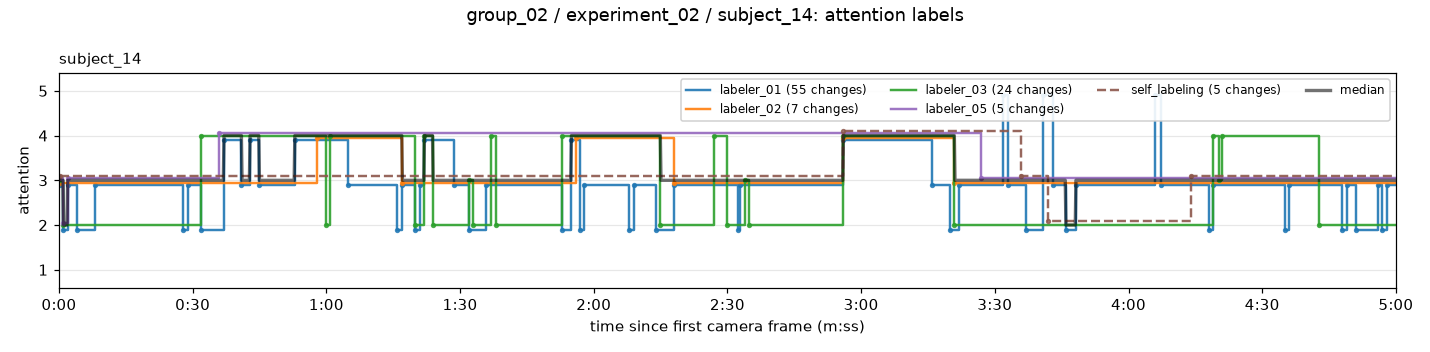 group_02 / experiment_02 / subject_14: attention labels
subject_14
labeler_01 (55 changes)
labeler_02 (7 changes)
labeler_03 (24 changes)
labeler_05 (5 changes)
self_labeling (5 changes)
median
attention
5
4
3
2
1
0:00 0:30 1:00 1:30 2:00 2:30 3:00 3:30 4:00 4:30 5:00
time since first camera frame (m:ss)